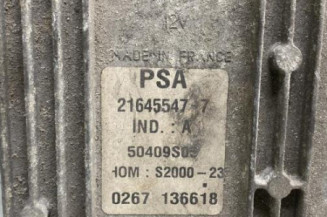 12V
MADE IN FRANCE
PSA
21645547-7
IND. : A
50409S05
HOM : S2000-23
0267 136618